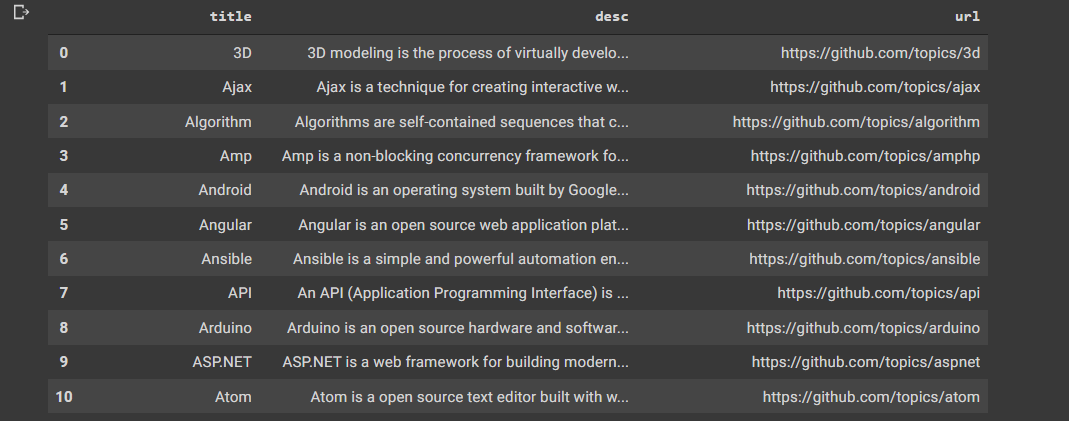 title desc url
0 3D 3D modeling is the process of virtually develo... https://github.com/topics/3d
1 Ajax Ajax is a technique for creating interactive w... https://github.com/topics/ajax
2 Algorithm Algorithms are self-contained sequences that c... https://github.com/topics/algorithm
3 Amp Amp is a non-blocking concurrency framework fo... https://github.com/topics/amphp
4 Android Android is an operating system built by Google... https://github.com/topics/android
5 Angular Angular is an open source web application plat... https://github.com/topics/angular
6 Ansible Ansible is a simple and powerful automation en... https://github.com/topics/ansible
7 API An API (Application Programming Interface) is ... https://github.com/topics/api
8 Arduino Arduino is an open source hardware and softwar... https://github.com/topics/arduino
9 ASP.NET ASP.NET is a web framework for building modern... https://github.com/topics/aspnet
10 Atom Atom is a open source text editor built with w... https://github.com/topics/atom